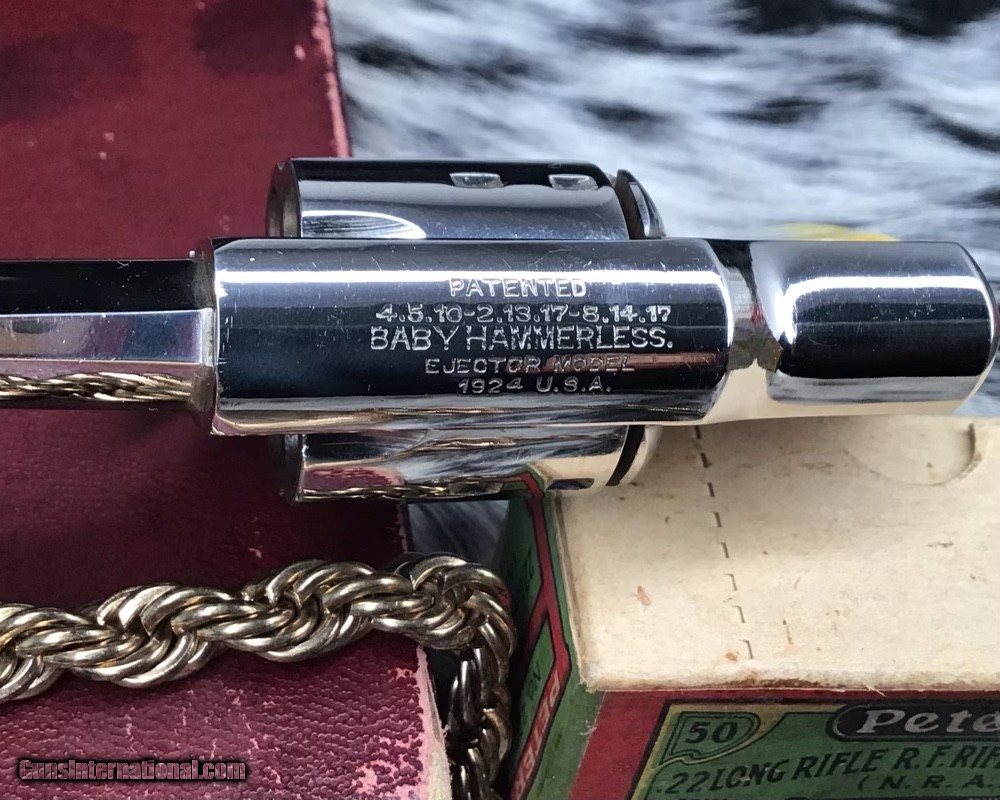 PATENTED
4.5.10-2.13.17-8.14.17
BABY HAMMERLESS.
EJECTOR MODEL
1924 U.S.A.
50
Pete
.22 LONG RIFLE R.F. RIF
(N.R.A.
GunsInternational.com